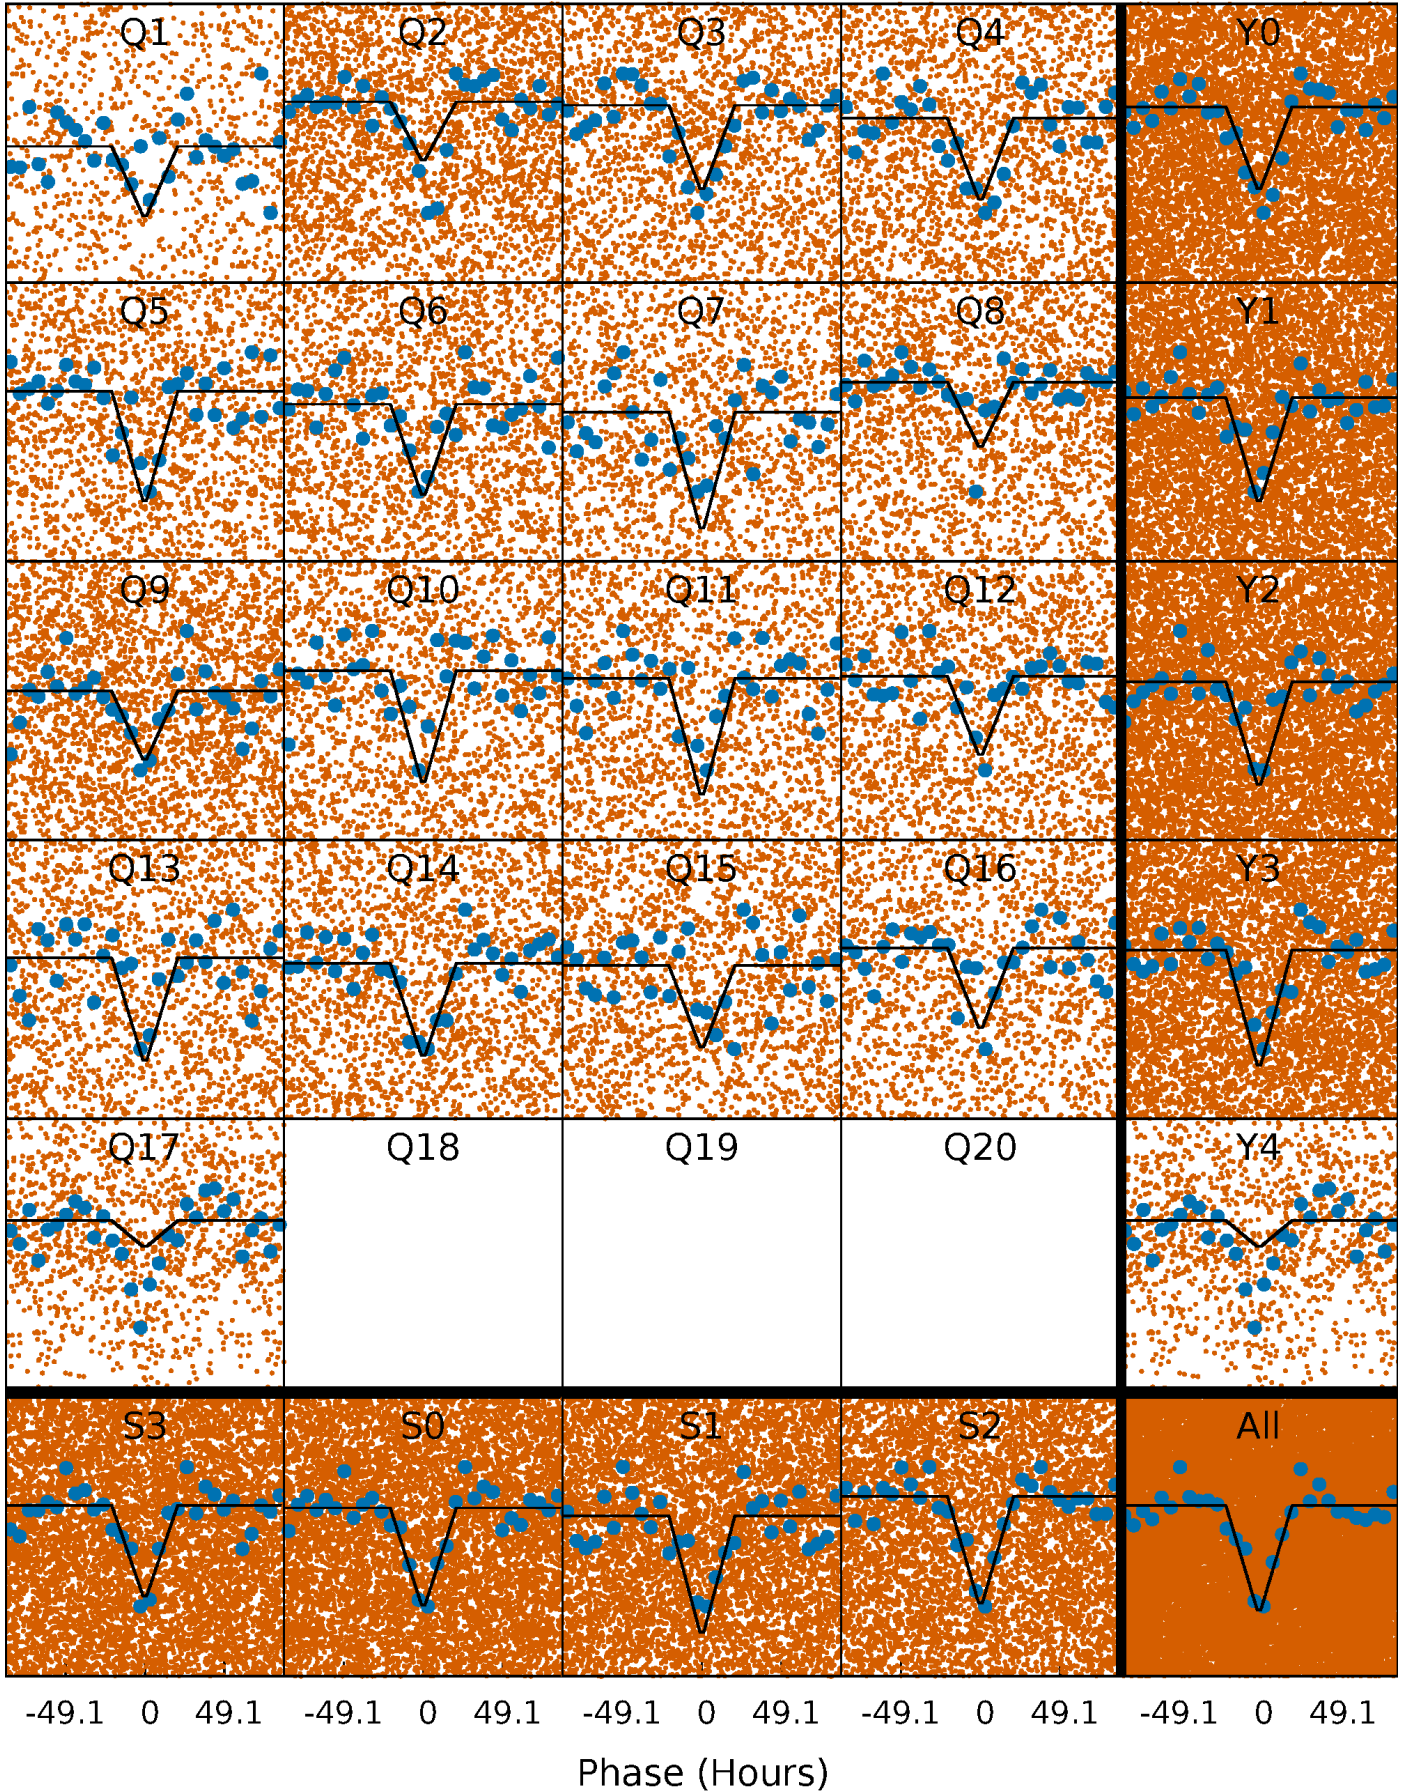 Q1 Q2 Q3 Q4 Y0
Q5 Q6 Q7 Q8 Y1
Q9 Q10 Q11 Q12 Y2
Q13 Q14 Q15 Q16 Y3
Q17 Q18 Q19 Q20 Y4
S3 S0 S1 S2 All
-49.1 0 49.1 -49.1 0 49.1 -49.1 0 49.1 -49.1 0 49.1 -49.1 0 49.1
Phase (Hours)